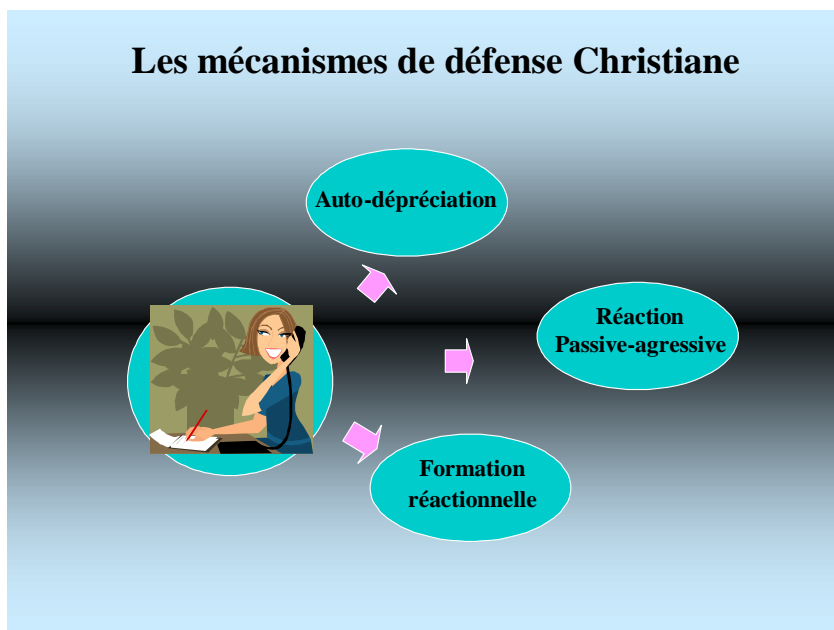 Les mécanismes de défense Christiane
Auto-dépréciation
Réaction
Passive-agressive
Formation
réactionnelle